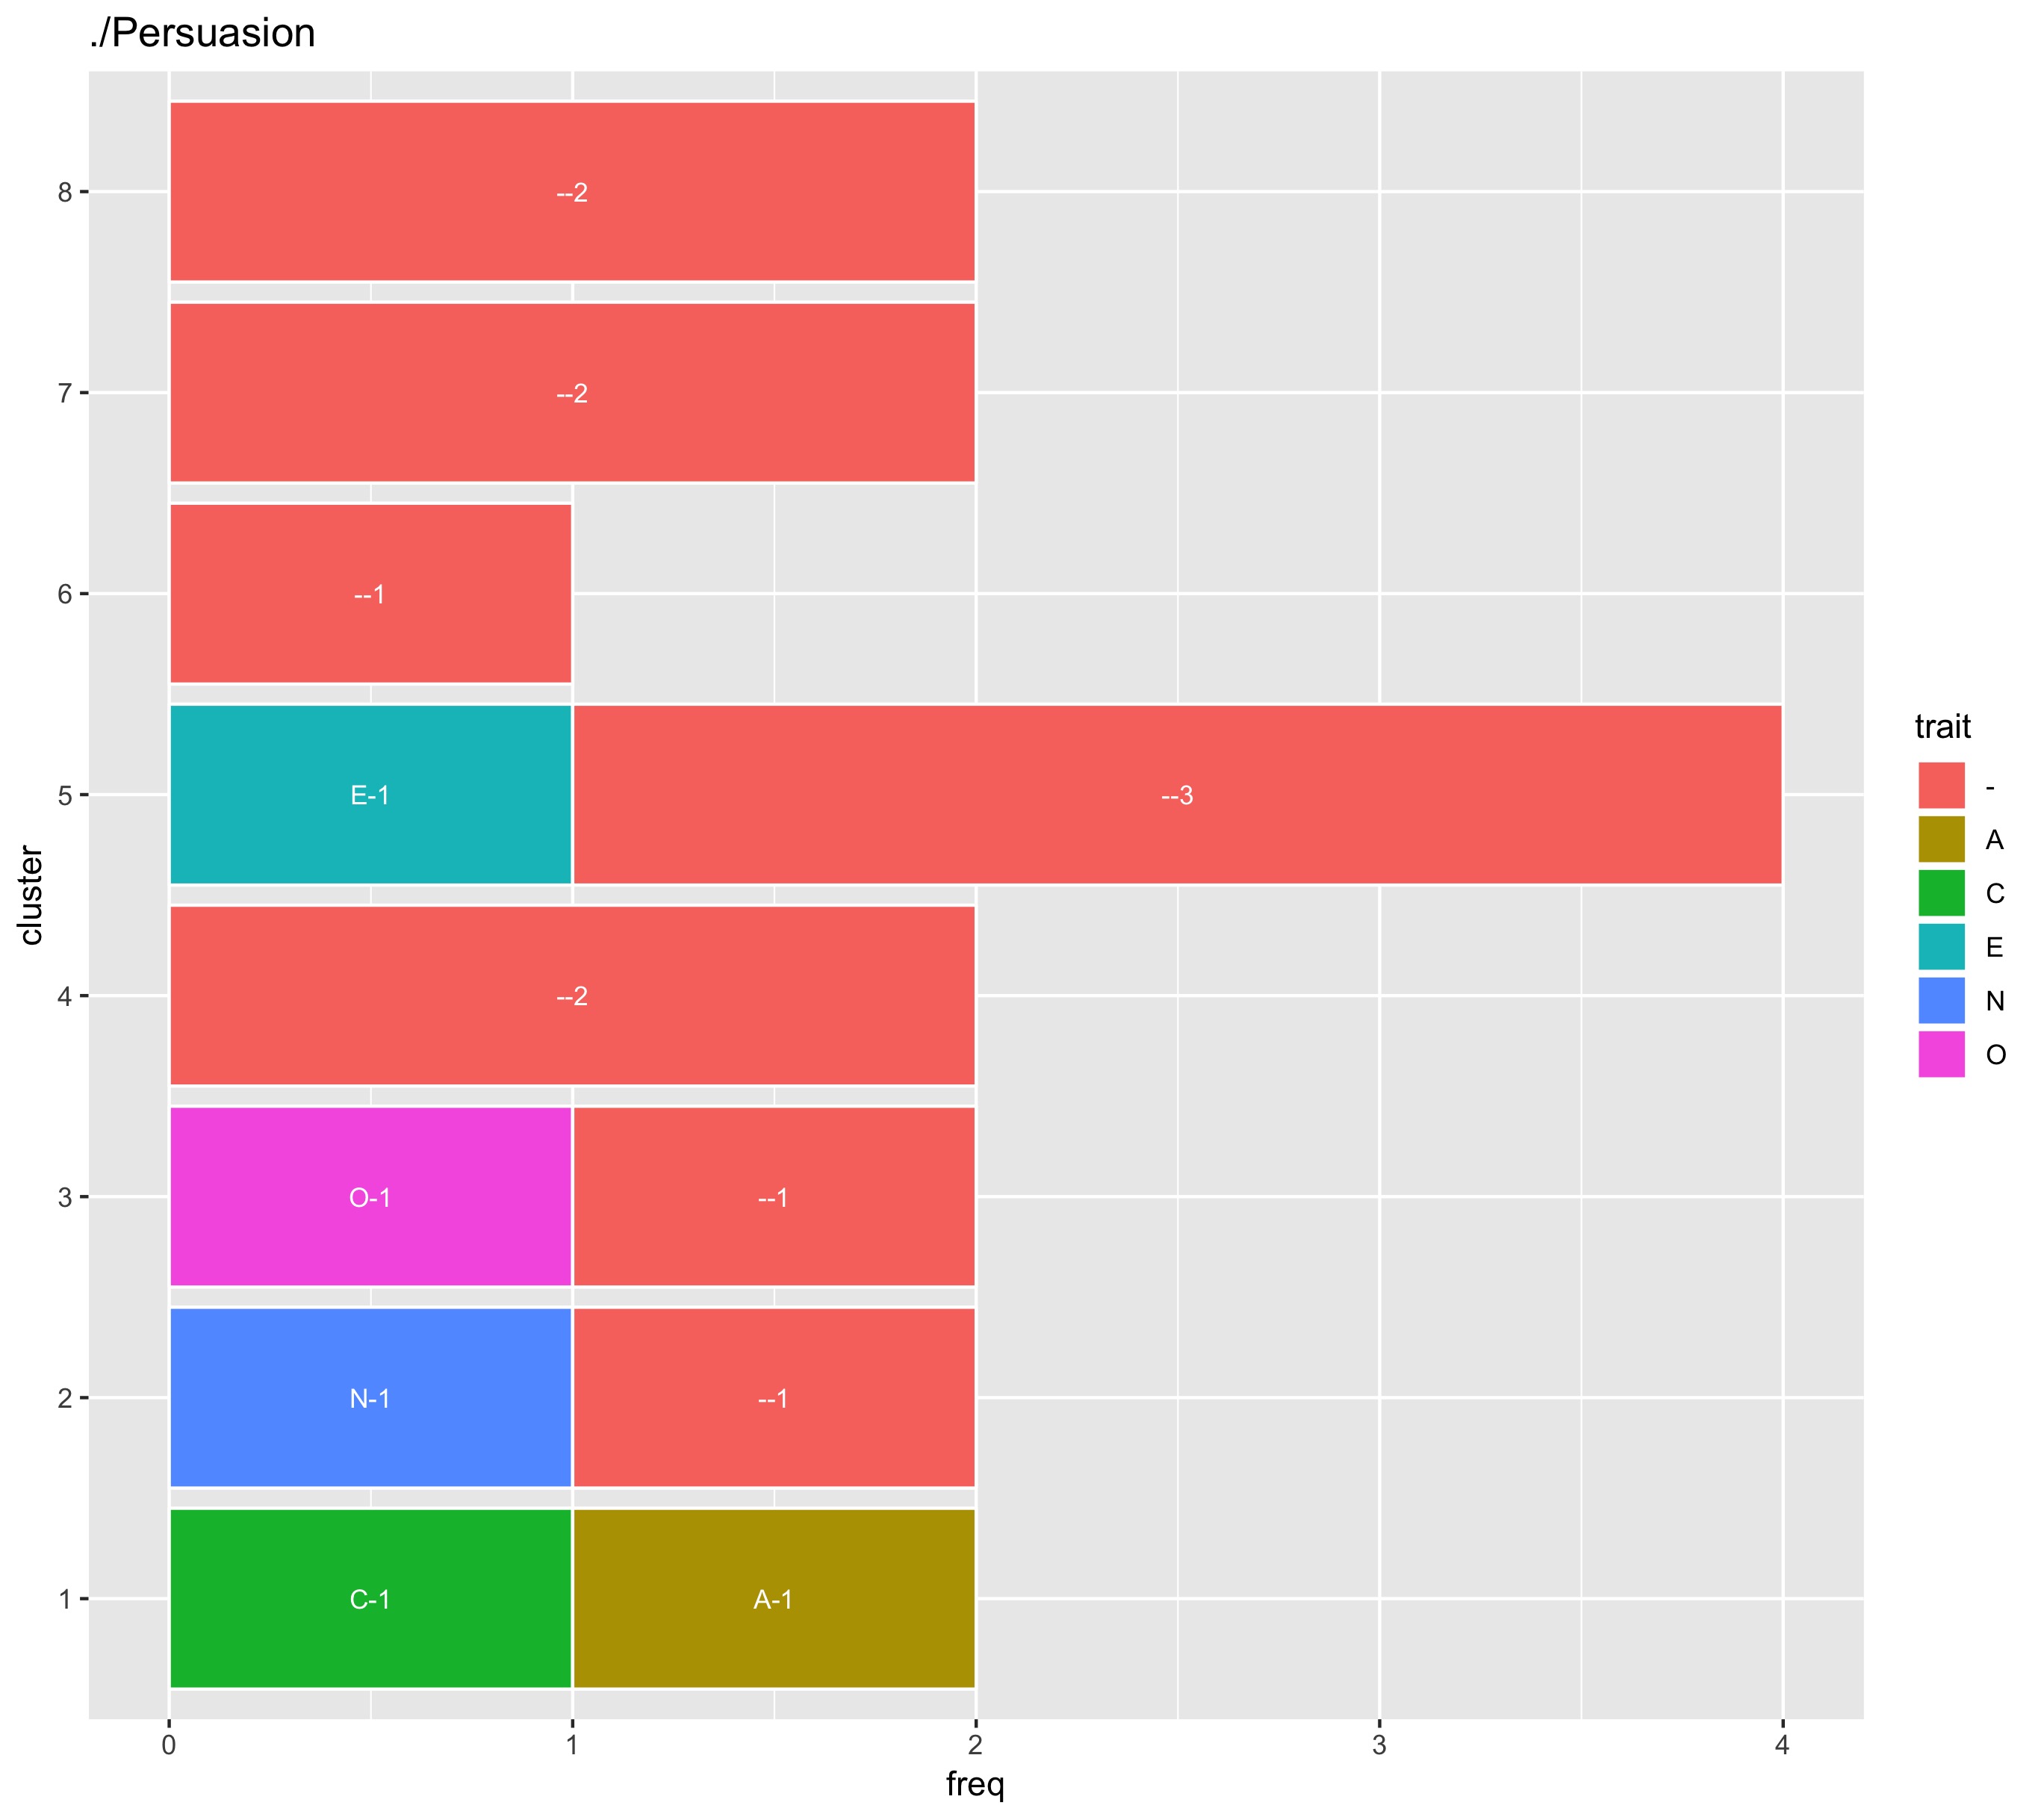 ./Persuasion
8
--2
7
--2
6
--1
5
E-1 --3
4
--2
3
O-1 --1
2
N-1 --1
1
C-1 A-1
0 1 2 3 4
freq
cluster
trait
-
A
C
E
N
O